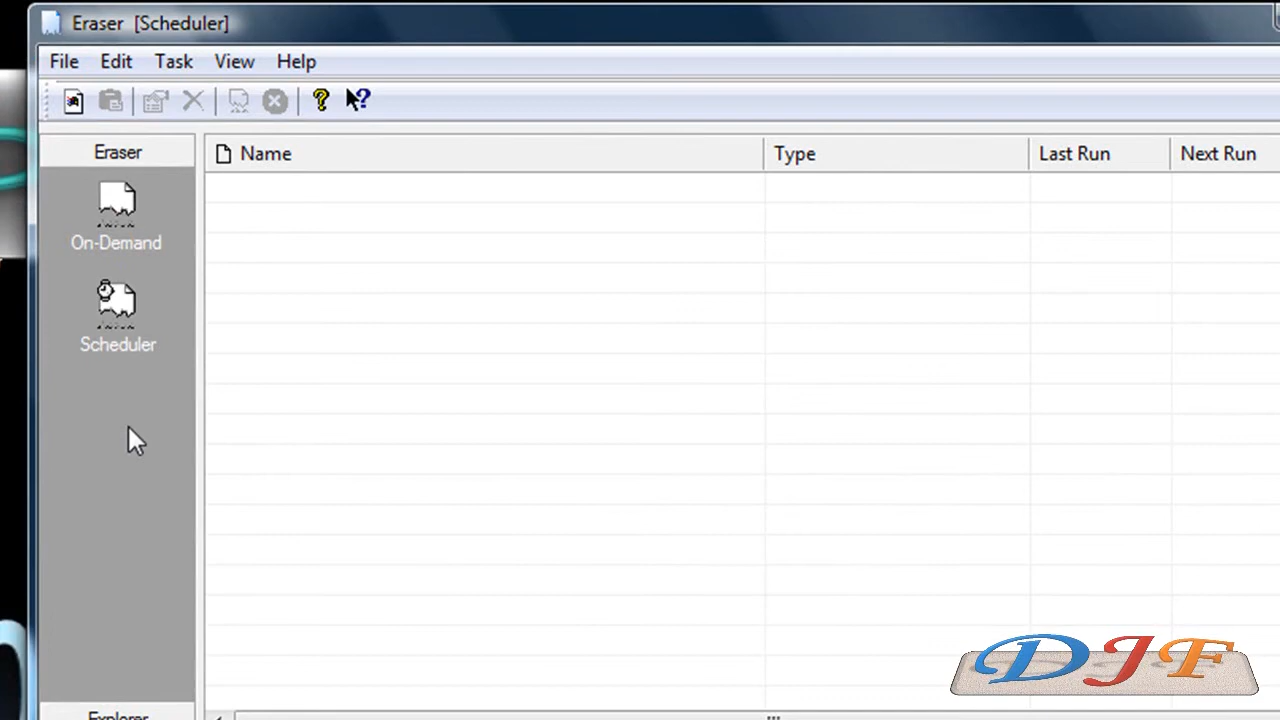 Eraser [Scheduler]
File Edit Task View Help
Eraser
Name Type Last Run Next Run
On-Demand
Scheduler
Explorer
DJF